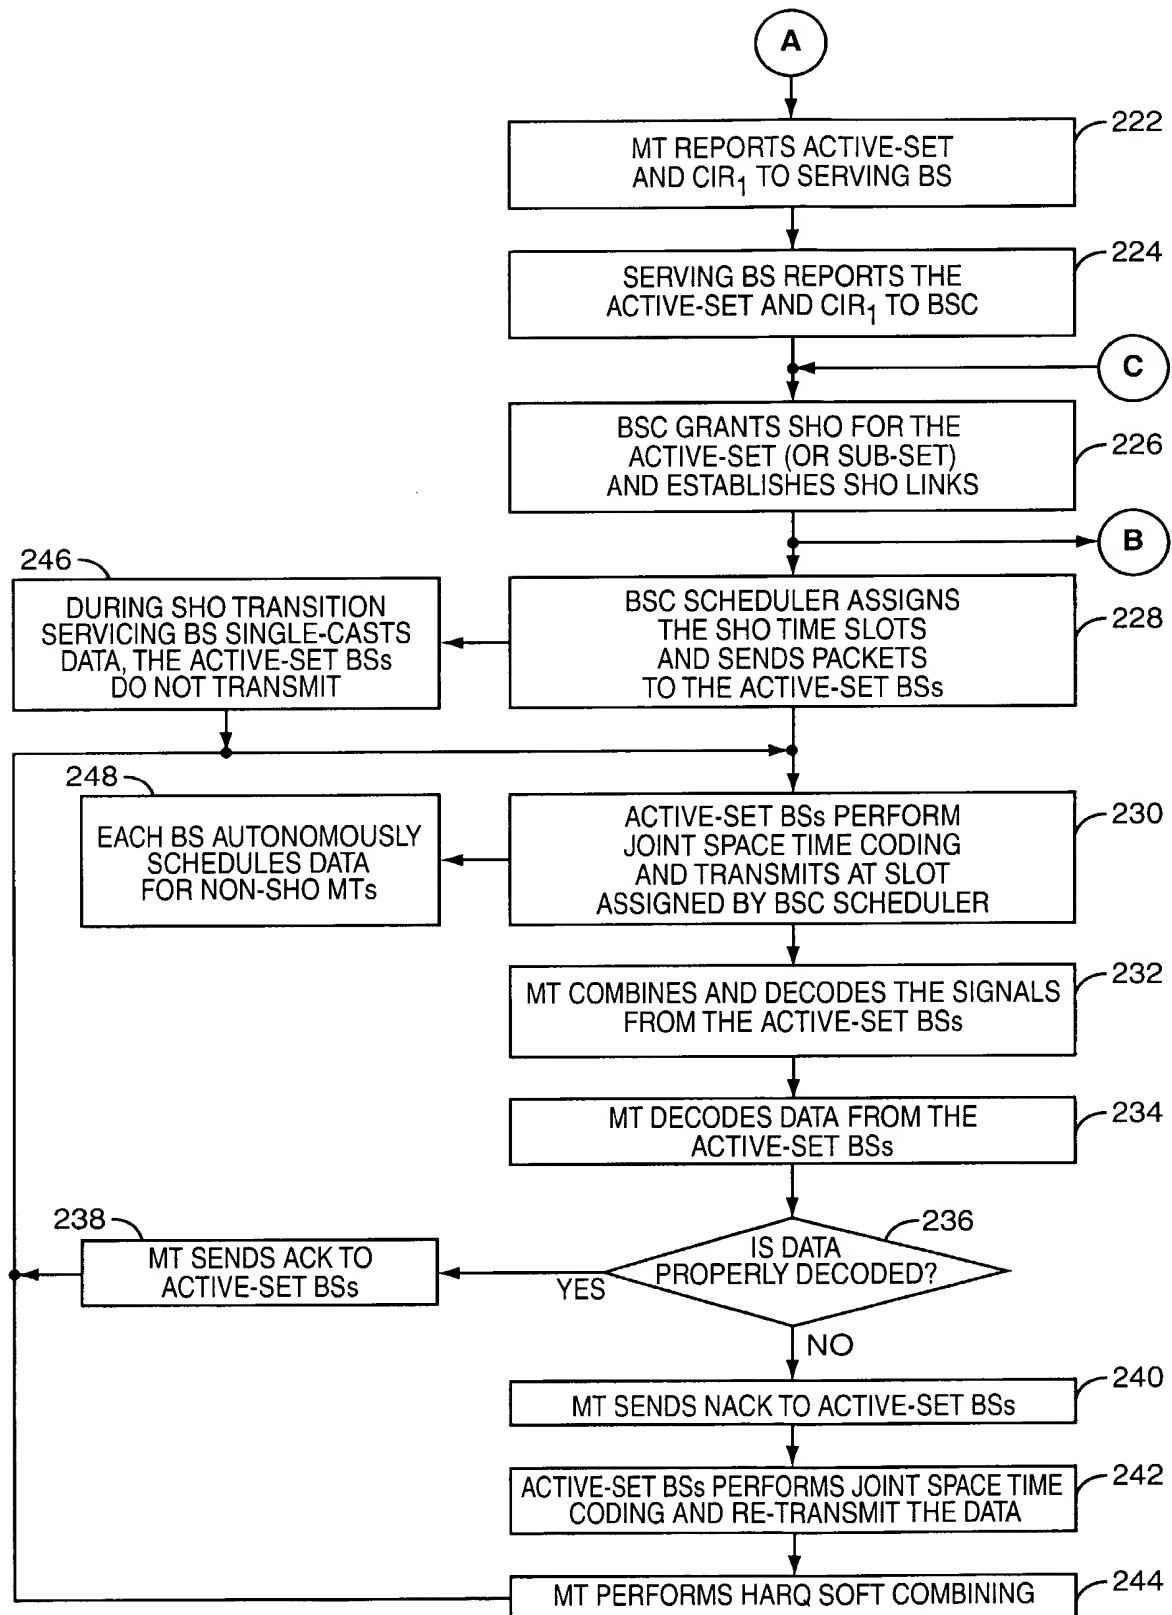 A
222
MT REPORTS ACTIVE-SET
AND CIR1 TO SERVING BS
224
SERVING BS REPORTS THE
ACTIVE-SET AND CIR1 TO BSC
C
BSC GRANTS SHO FOR THE
ACTIVE-SET (OR SUB-SET)
AND ESTABLISHES SHO LINKS
226
B
246
DURING SHO TRANSITION
SERVICING BS SINGLE-CASTS
DATA, THE ACTIVE-SET BSs
DO NOT TRANSMIT
BSC SCHEDULER ASSIGNS
THE SHO TIME SLOTS
AND SENDS PACKETS
TO THE ACTIVE-SET BSs
228
248
EACH BS AUTONOMOUSLY
SCHEDULES DATA
FOR NON-SHO MTs
ACTIVE-SET BSs PERFORM
JOINT SPACE TIME CODING
AND TRANSMITS AT SLOT
ASSIGNED BY BSC SCHEDULER
230
232
MT COMBINES AND DECODES THE SIGNALS
FROM THE ACTIVE-SET BSs
234
MT DECODES DATA FROM THE
ACTIVE-SET BSs
236
IS DATA
PROPERLY DECODED?
YES
238
MT SENDS ACK TO
ACTIVE-SET BSs
NO
240
MT SENDS NACK TO ACTIVE-SET BSs
242
ACTIVE-SET BSs PERFORMS JOINT SPACE TIME
CODING AND RE-TRANSMIT THE DATA
244
MT PERFORMS HARQ SOFT COMBINING